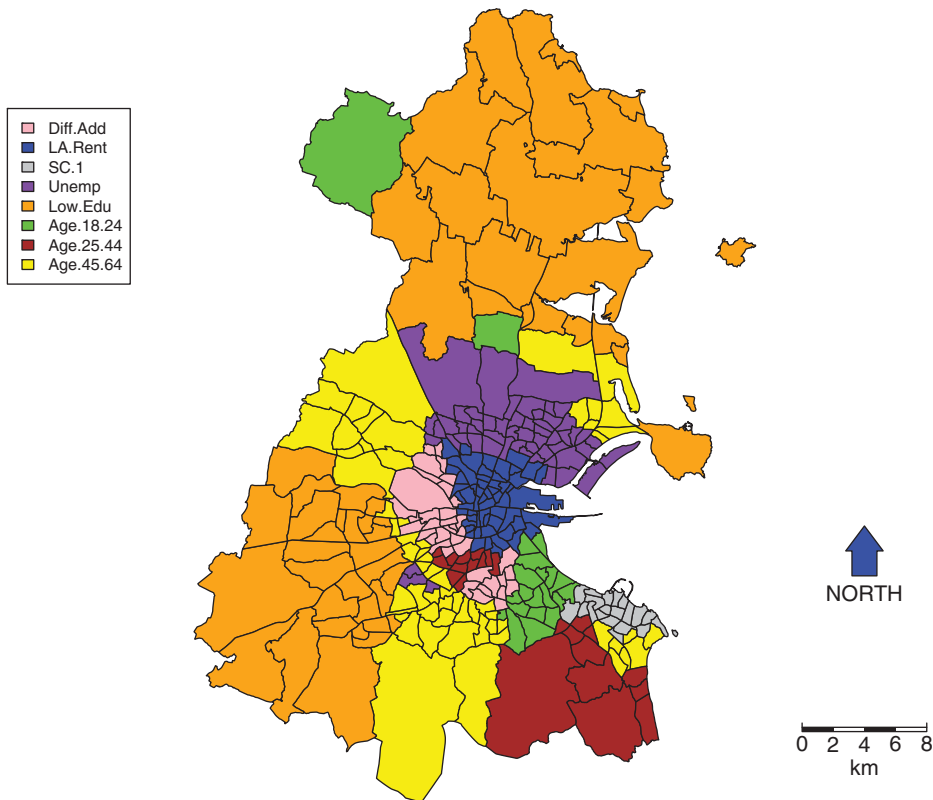 Diff.Add
LA.Rent
SC.1
Unemp
Low.Edu
Age.18.24
Age.25.44
Age.45.64
NORTH
0 2 4 6 8
km